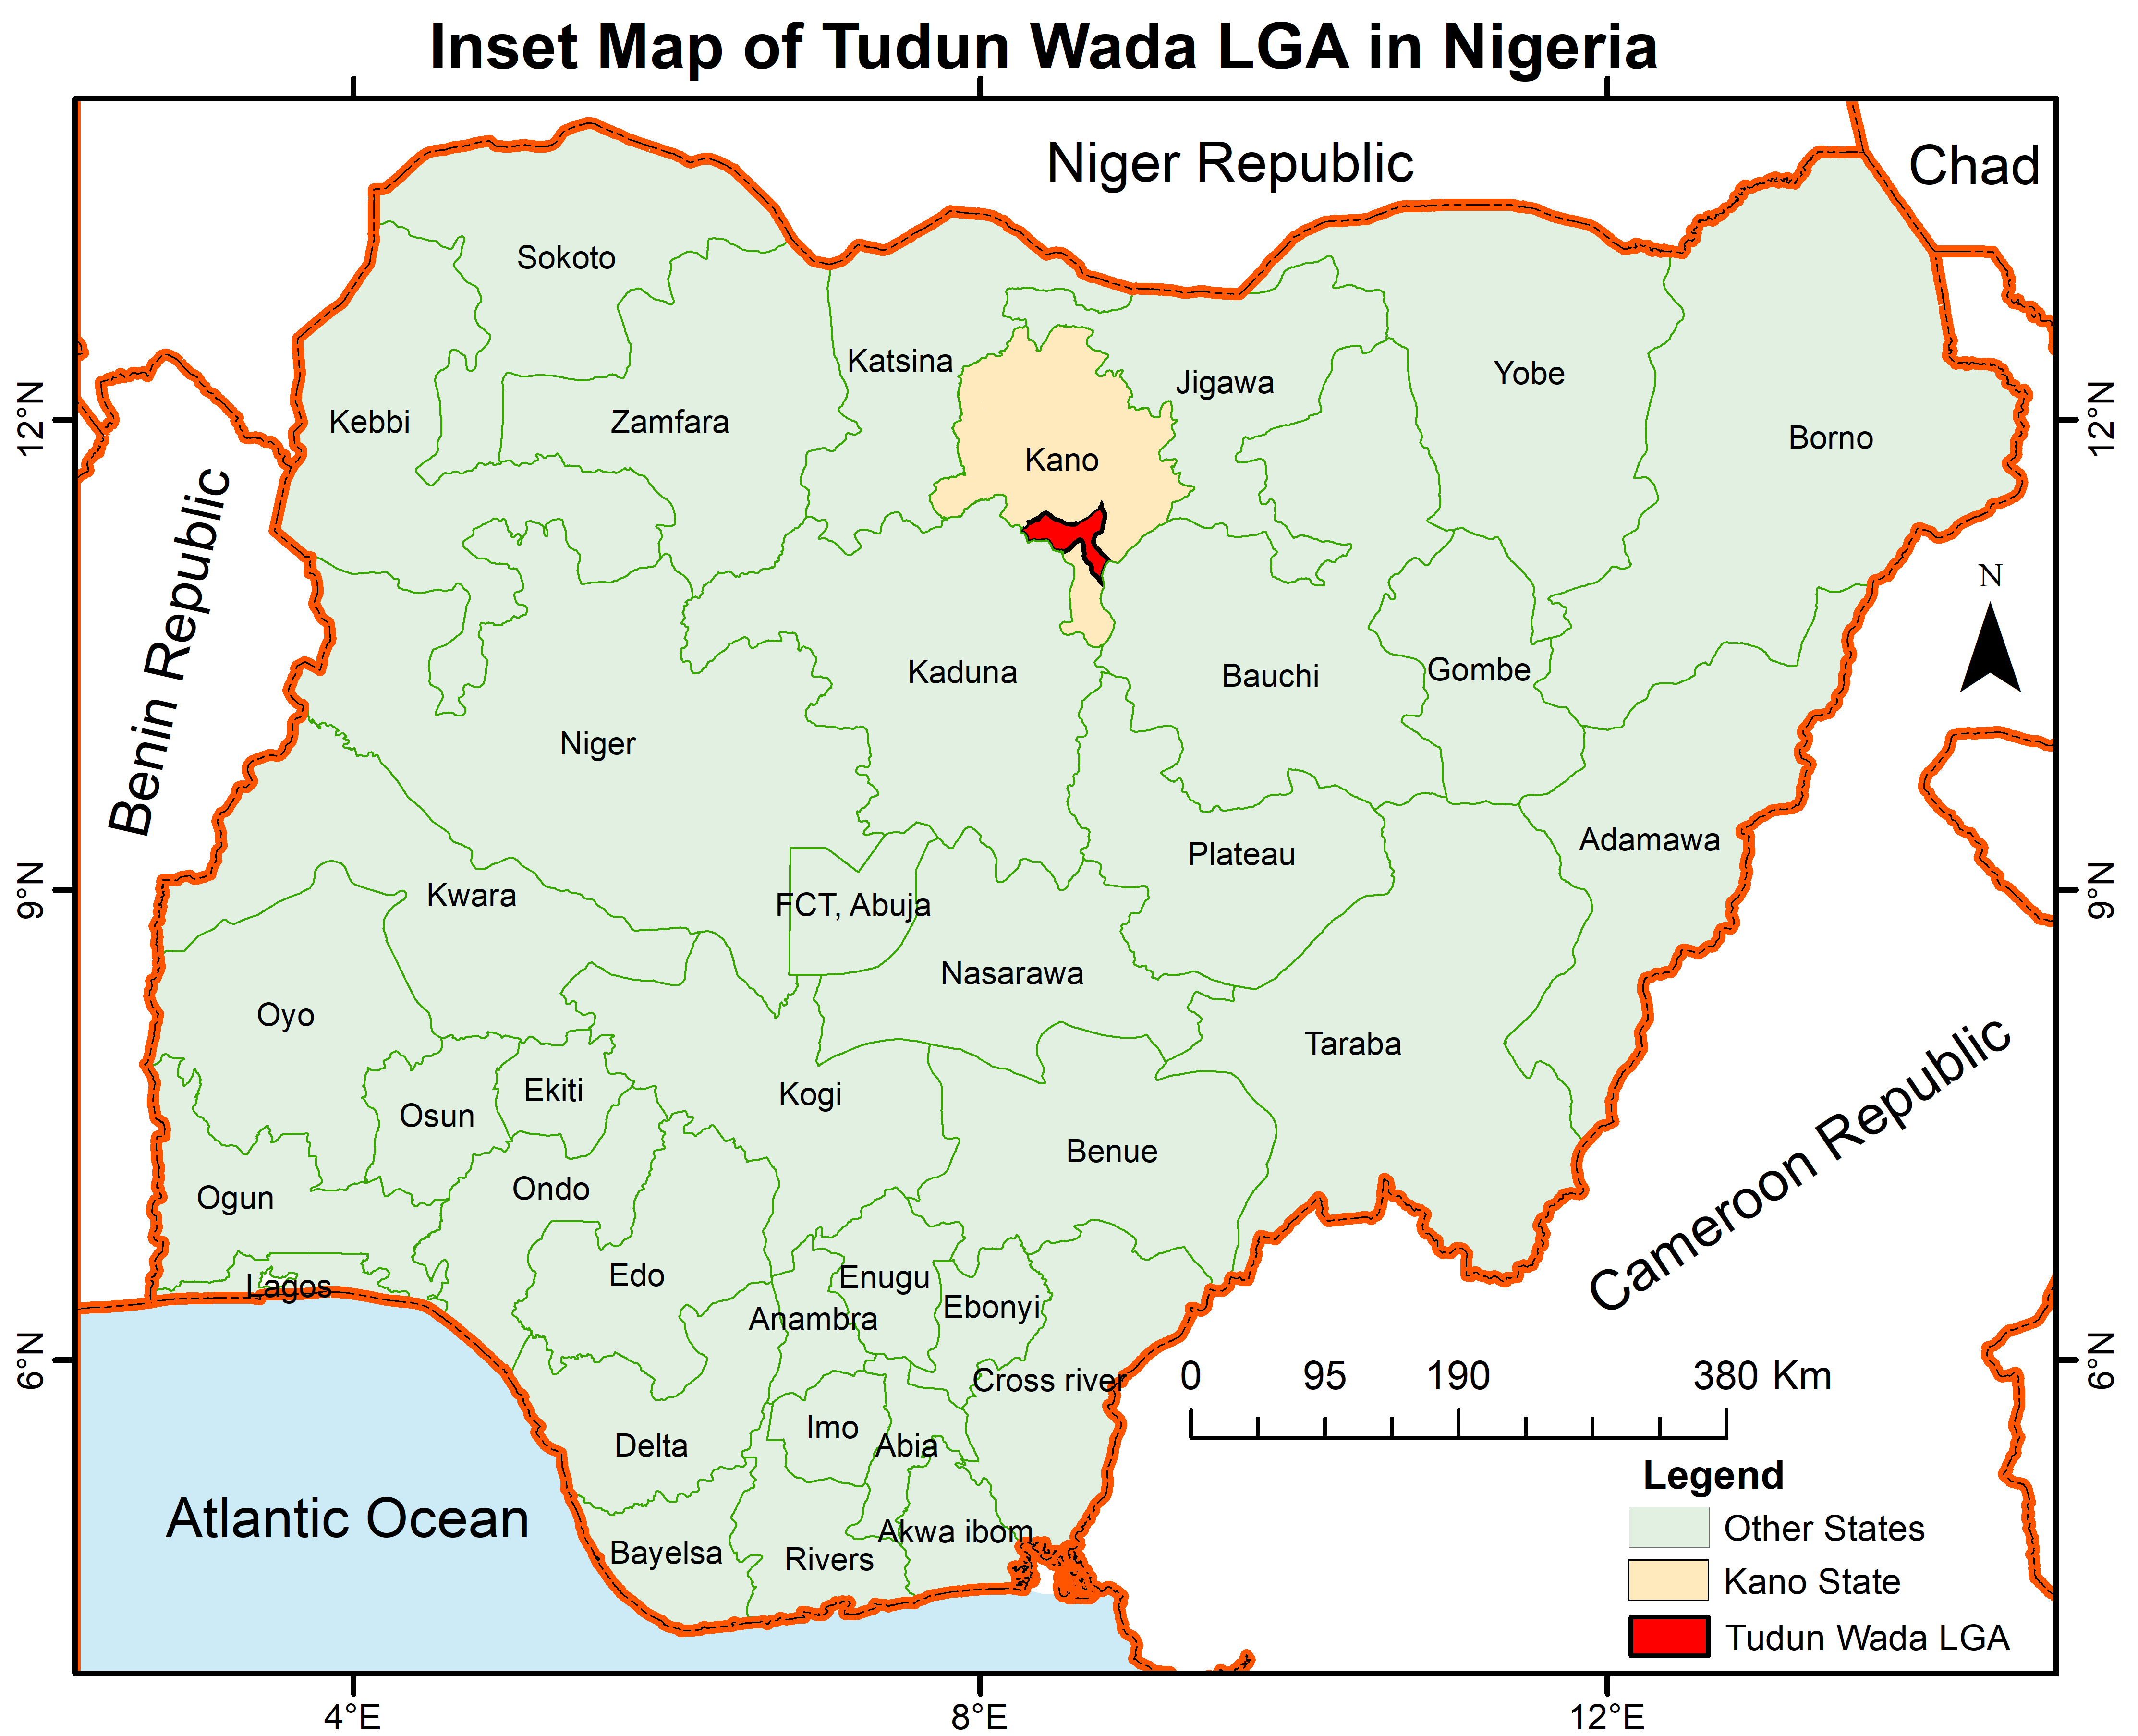 Inset Map of Tudun Wada LGA in Nigeria
Niger Republic
Chad
Sokoto
Katsina
Jigawa
Yobe
Kebbi
Zamfara
Borno
Kano
12°N
12°N
Benin Republic
N
Kaduna
Bauchi
Gombe
Niger
Adamawa
Plateau
Kwara
FCT, Abuja
9°N
9°N
Nasarawa
Oyo
Taraba
Cameroon Republic
Ekiti
Kogi
Osun
Benue
Ondo
Ogun
Lagos
Edo
Enugu
Ebonyi
Anambra
6°N
6°N
Cross river
0 95 190 380 Km
Imo
Delta
Abia
Atlantic Ocean
Akwa ibom
Bayelsa
Rivers
Legend
Other States
Kano State
Tudun Wada LGA
4°E 8°E 12°E